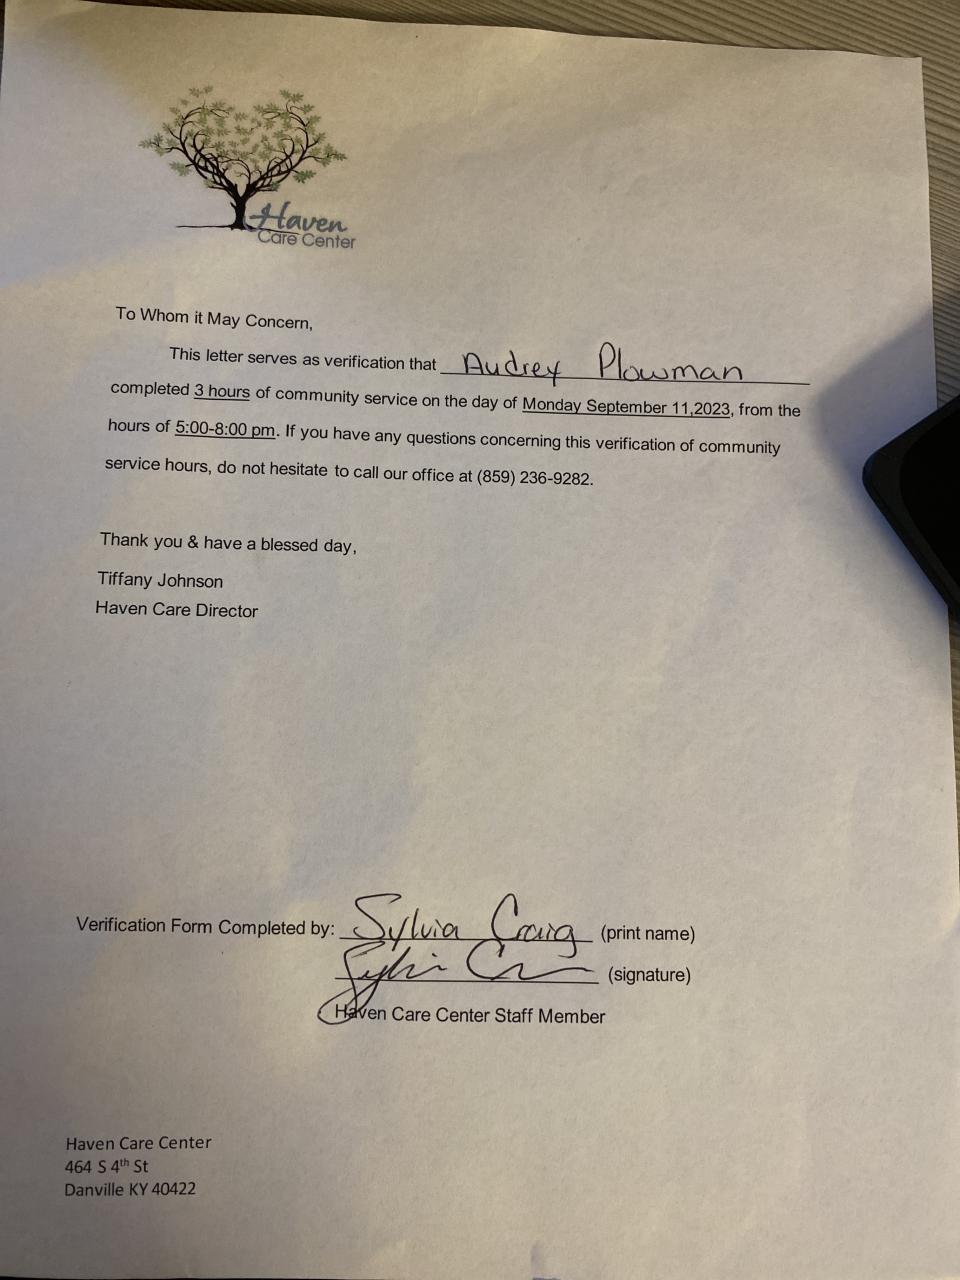 Haven
Care Center
To Whom it May Concern,
This letter serves as verification that Audrey Plowman
completed 3 hours of community service on the day of Monday September 11,2023, from the
hours of 5:00-8:00 pm. If you have any questions concerning this verification of community
service hours, do not hesitate to call our office at (859) 236-9282.
Thank you & have a blessed day,
Tiffany Johnson
Haven Care Director
Verification Form Completed by: Sylvia Craig (print name)
Sylvia C (signature)
Haven Care Center Staff Member
Haven Care Center
464 S 4th St
Danville KY 40422